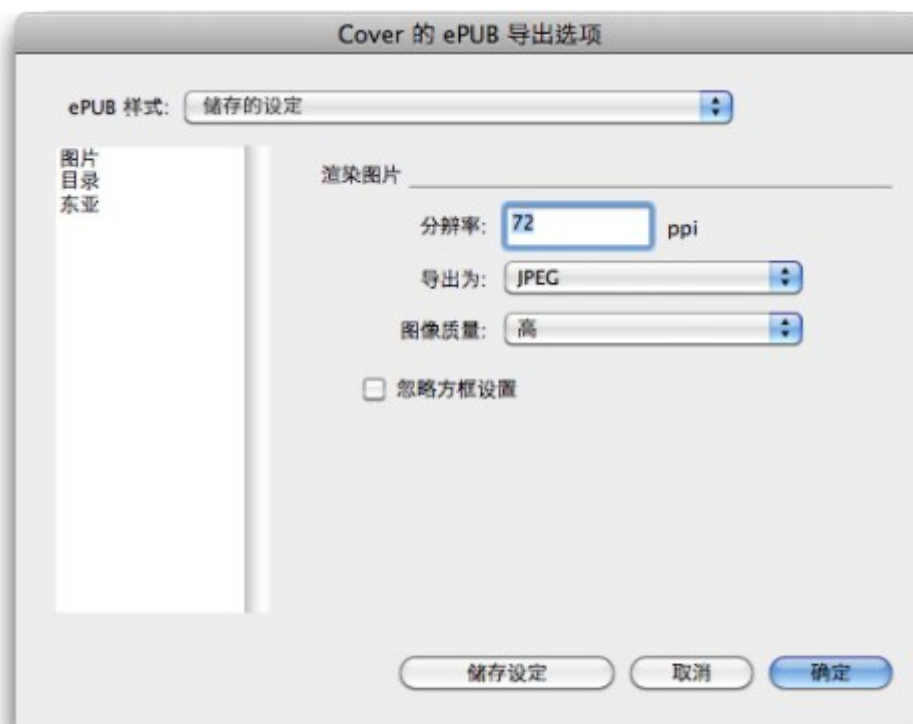 Cover 的 ePUB 导出选项
ePUB 样式: 储存的设定
图片
目录
东亚
渲染图片
分辨率: 72 ppi
导出为: JPEG
图像质量: 高
忽略方框设置
储存设定 取消 确定